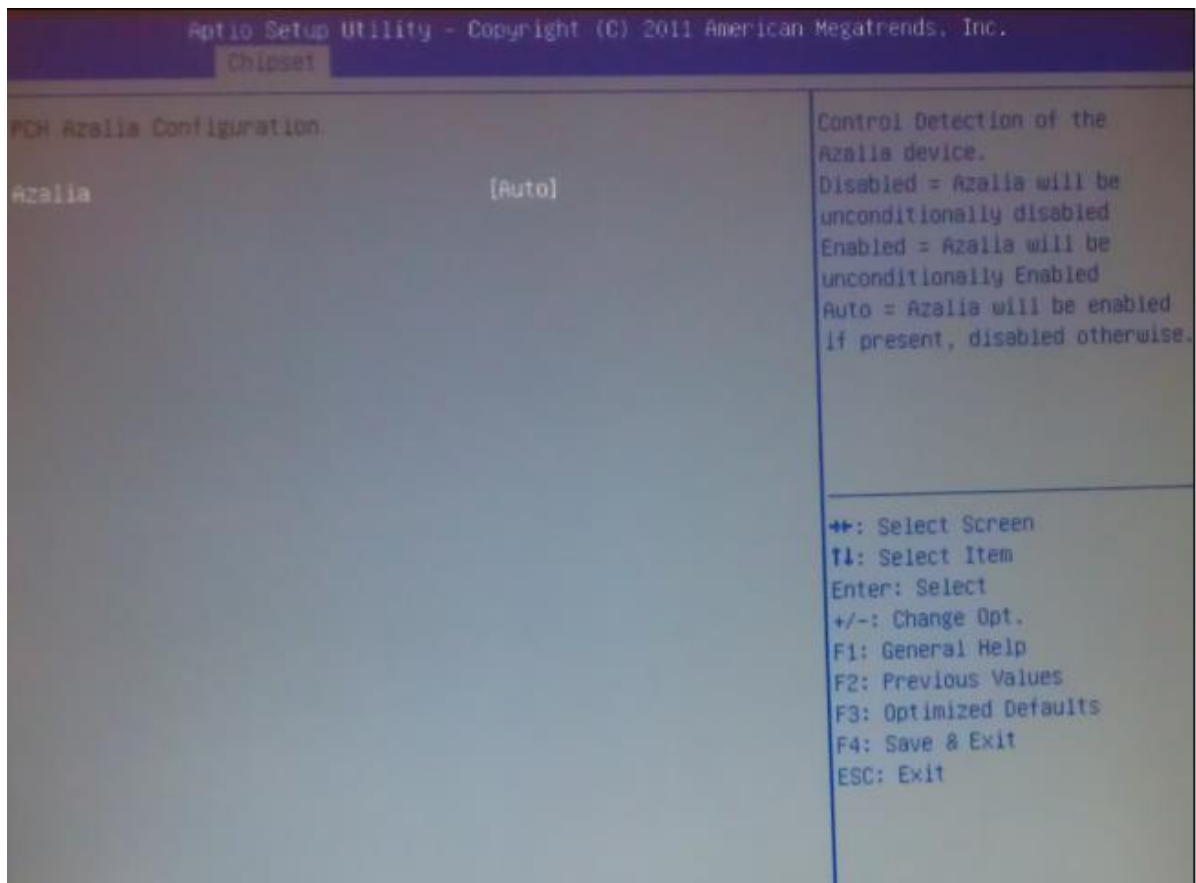 Aptio Setup Utility - Copyright (C) 2011 American Megatrends, Inc.
Chipset
PCH Azalia Configuration
Azalia [Auto]
Control Detection of the
Azalia device.
Disabled = Azalia will be
unconditionally disabled
Enabled = Azalia will be
unconditionally Enabled
Auto = Azalia will be enabled
if present, disabled otherwise.
→←: Select Screen
↑↓: Select Item
Enter: Select
+/-: Change Opt.
F1: General Help
F2: Previous Values
F3: Optimized Defaults
F4: Save & Exit
ESC: Exit